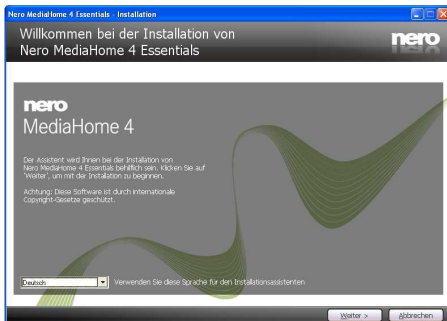 Nero MediaHome 4 Essentials - Installation
Willkommen bei der Installation von
Nero MediaHome 4 Essentials
nero
nero
MediaHome 4
Der Assistent wird Ihnen bei der Installation von
Nero MediaHome 4 Essentials behilflich sein. Klicken Sie auf
'Weiter', um mit der Installation zu beginnen.
Achtung: Diese Software ist durch internationale
Copyright-Gesetze geschützt.
Deutsch
Verwenden Sie diese Sprache für den Installationsassistenten
Weiter >
Abbrechen